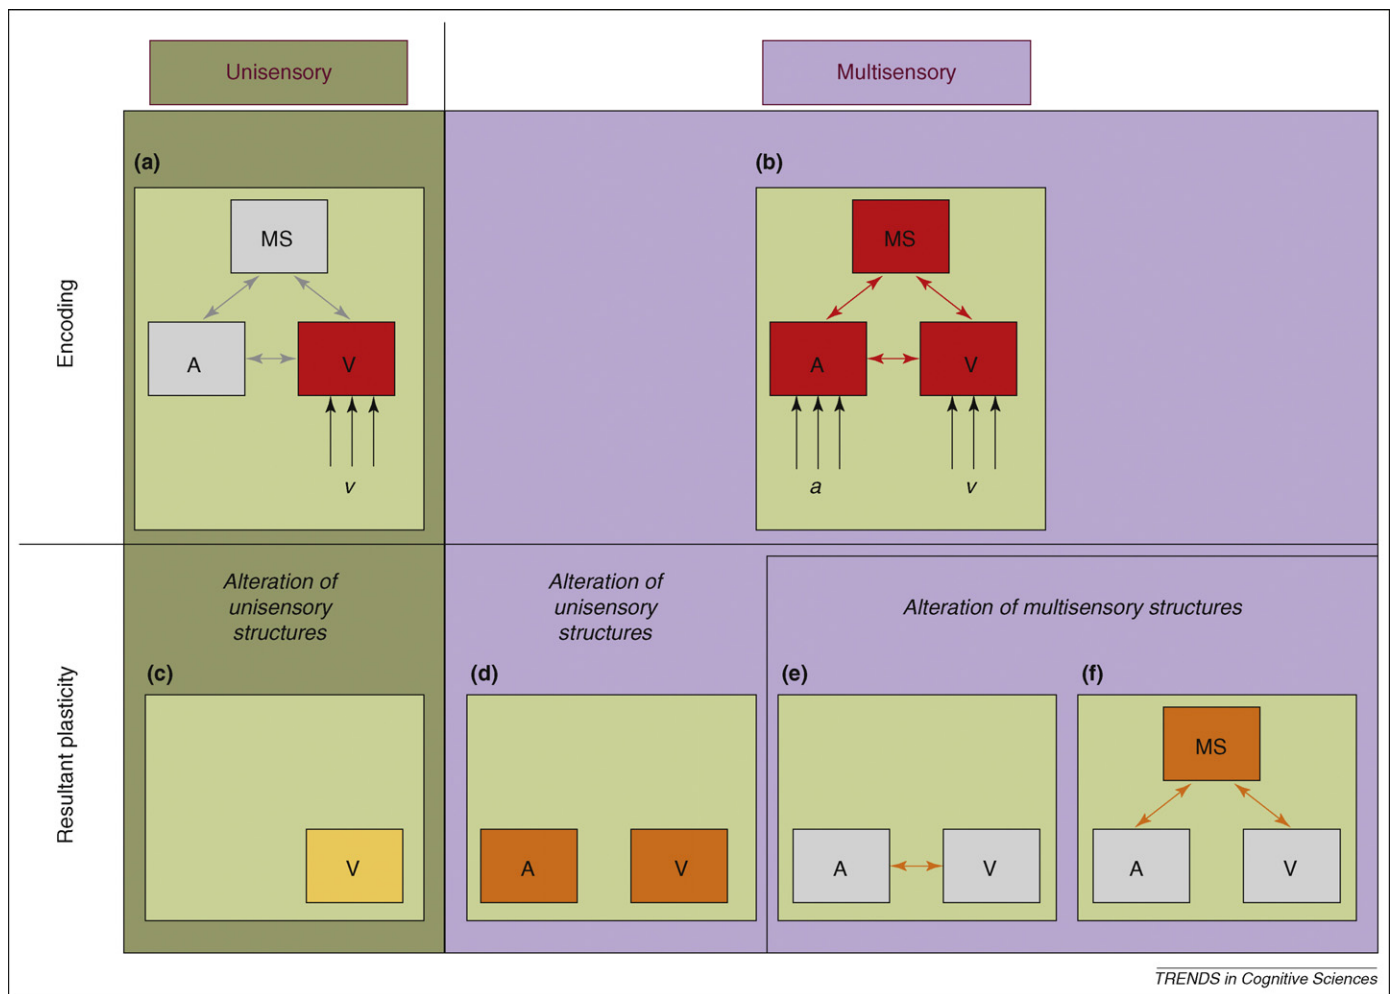 Unisensory
Multisensory
Encoding
(a)
MS
A
V
v
(b)
MS
A
V
a
v
Resultant plasticity
Alteration of
unisensory
structures
(c)
V
Alteration of
unisensory
structures
(d)
A
V
Alteration of multisensory structures
(e)
A
V
(f)
MS
A
V
TRENDS in Cognitive Sciences